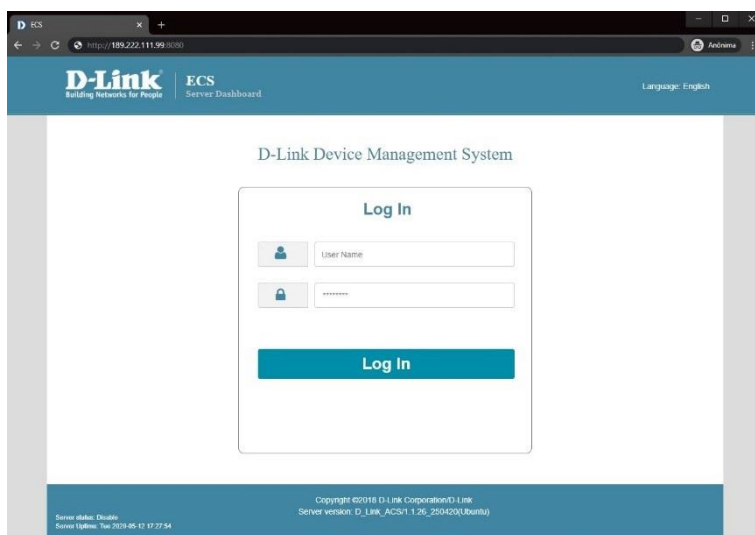 D ECS
http://189.222.111.99:8080
Anónima
D-Link
Building Networks for People
ECS
Server Dashboard
Language: English
D-Link Device Management System
Log In
User Name
********
Log In
Copyright ©2016 D-Link Corporation/D-Link
Server version: D_Link_ACS/1.1.26_250420(Ubuntu)
Server status: Disable
Server Uptime: Tue 2020-05-12 17:27:54